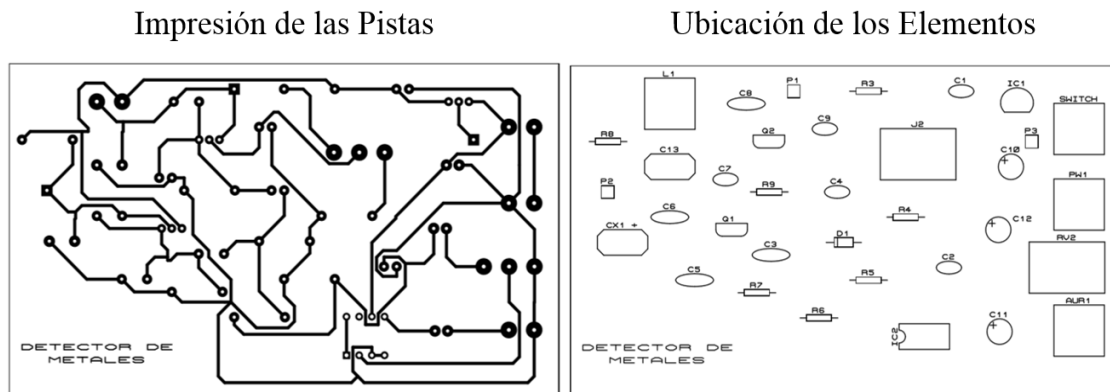 Impresión de las Pistas
Ubicación de los Elementos
DETECTOR DE
METALES
L1
C8
P1
R3
C1
IC1
SWITCH
R8
C13
Q2
C9
J2
P3
C10
P2
C7
R9
C4
PW1
C6
Q1
R4
C12
CX1 +
C3
D1
RV2
C5
R7
R5
C2
R6
IC2
C11
AUR1
DETECTOR DE
METALES